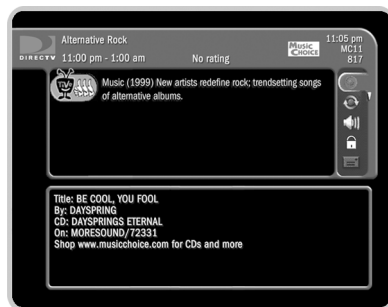 Alternative Rock
11:05 pm
Music Choice
MC11
DIRECTV
11:00 pm - 1:00 am
No rating
817
TiVo
Music (1999) New artists redefine rock; trendsetting songs
of alternative albums.
Title: BE COOL, YOU FOOL
By: DAYSPRING
CD: DAYSPRINGS ETERNAL
On: MORESOUND/72331
Shop www.musicchoice.com for CDs and more